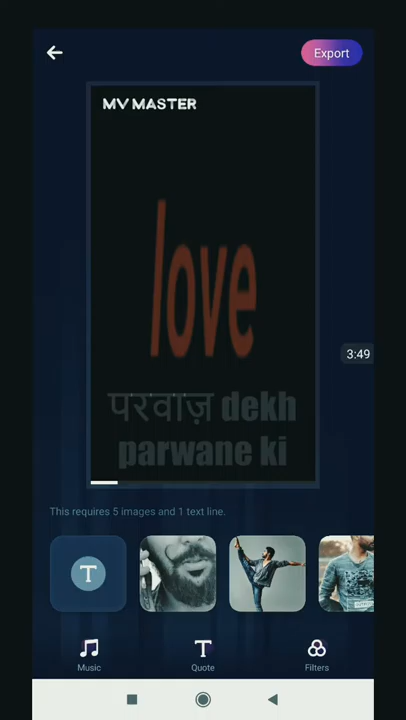 Export
MV MASTER
love
3:49
परवाज़ dekh
parwane ki
This requires 5 images and 1 text line.
T
Music
Quote
Filters